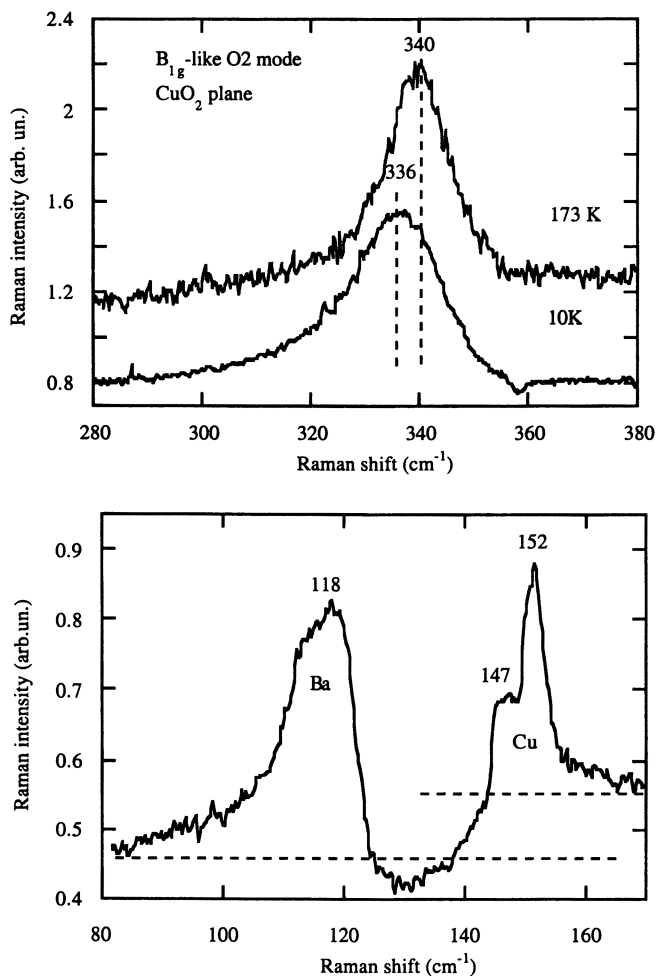 340
B1g-like O2 mode
CuO2 plane
336
173 K
10K
Raman intensity (arb. un.)
2.2
1.6
1.2
0.8
280 300 320 340 360 380
Raman shift (cm-1)
152
118
147
Ba
Cu
Raman intensity (arb.un.)
0.9
0.8
0.7
0.6
0.5
0.4
80 100 120 140 160
Raman shift (cm-1)